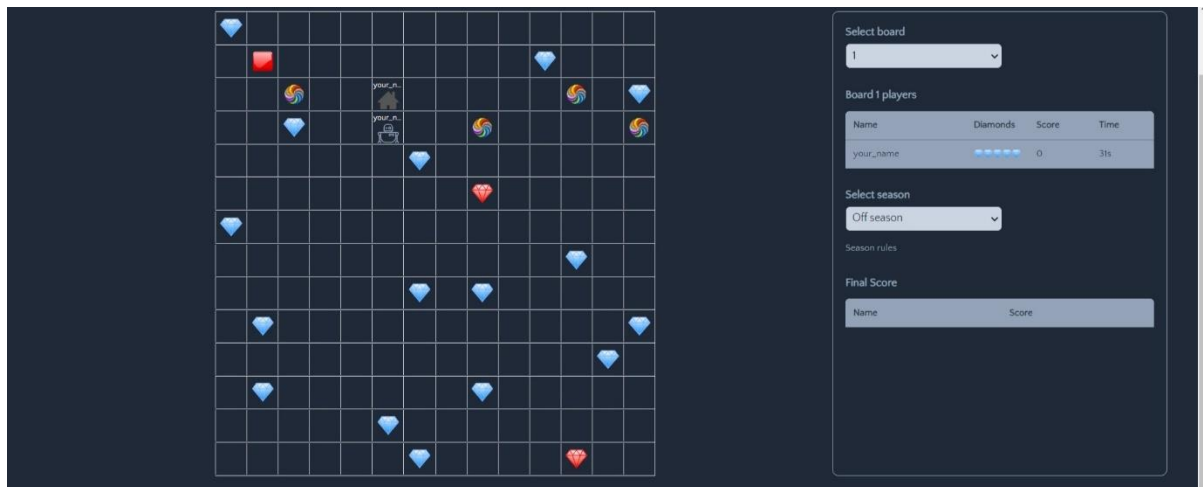 your_n..
your_n..
Select board
1
Board 1 players
Name Diamonds Score Time
your_name 0 31s
Select season
Off season
Season rules
Final Score
Name Score